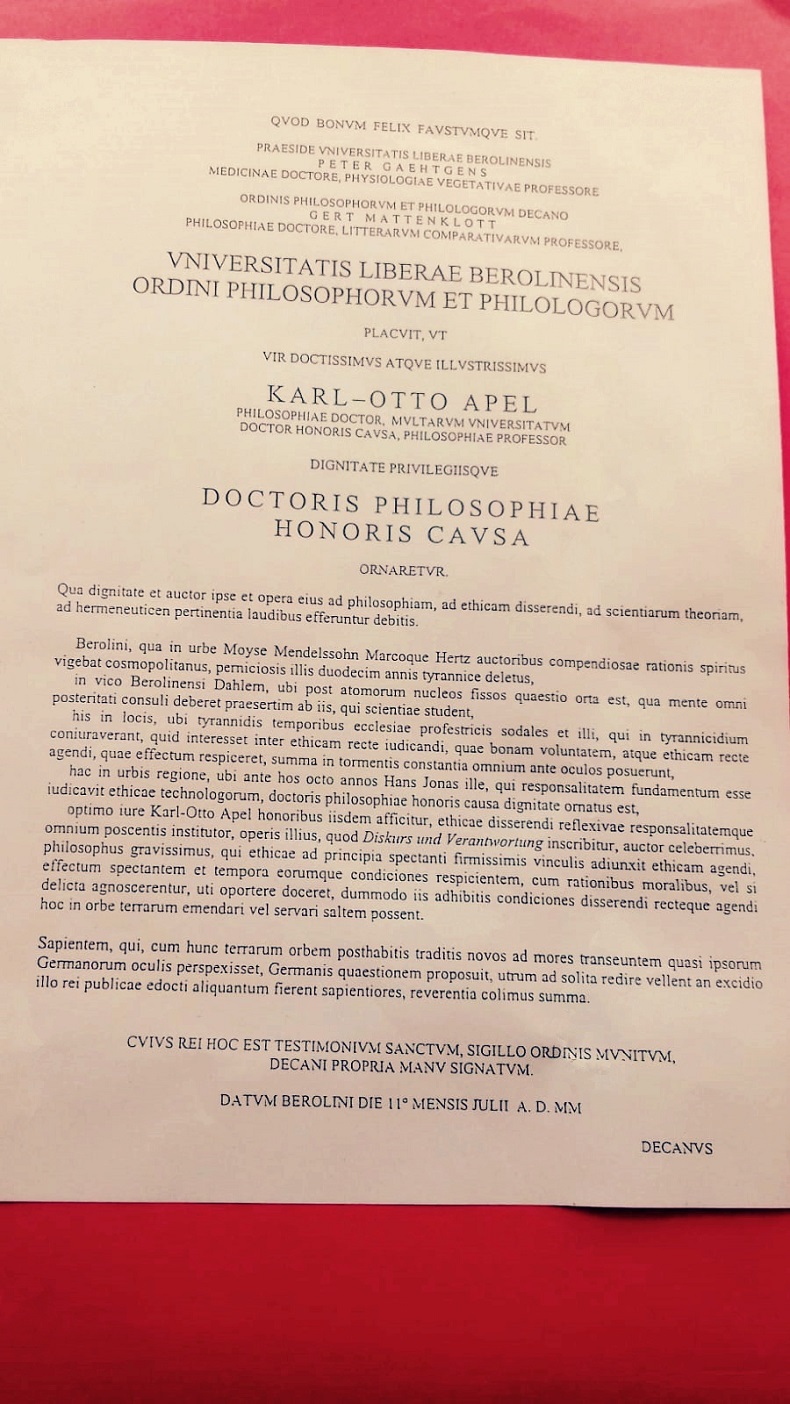 QVOD BONVM FELIX FAVSTVMQVE SIT.
PRAESIDE VNIVERSITATIS LIBERAE BEROLINENSIS
PETER GAEHTGENS
MEDICINAE DOCTORE, PHYSIOLOGIAE VEGETATIVAE PROFESSORE
ORDINIS PHILOSOPHORVM ET PHILOLOGORVM DECANO
GERT MATTENKLOTT
PHILOSOPHIAE DOCTORE, LITTERARVM COMPARATIVARVM PROFESSORE,
VNIVERSITATIS LIBERAE BEROLINENSIS
ORDINI PHILOSOPHORVM ET PHILOLOGORVM
PLACVIT, VT
VIR DOCTISSIMVS ATQVE ILLVSTRISSIMVS
KARL–OTTO APEL
PHILOSOPHIAE DOCTOR, MVLTARVM VNIVERSITATVM
DOCTOR HONORIS CAVSA, PHILOSOPHIAE PROFESSOR
DIGNITATE PRIVILEGIISQVE
DOCTORIS PHILOSOPHIAE
HONORIS CAVSA
ORNARETVR.
Qua dignitate et auctor ipse et opera eius ad philosophiam, ad ethicam disserendi, ad scientiarum theoriam,
ad hermeneuticen pertinentia laudibus efferuntur debitis.
Berolini, qua in urbe Moyse Mendelssohn Marcoque Hertz auctoribus compendiosae rationis spiritus
vigebat cosmopolitanus, perniciosis illis duodecim annis tyrannice deletus,
in vico Berolinensi Dahlem, ubi post atomorum nucleos fissos quaestio orta est, qua mente omni
posteritati consuli deberet praesertim ab iis, qui scientiae student,
his in locis, ubi tyrannidis temporibus ecclesiae profestricis sodales et illi, qui in tyrannicidium
coniuraverant, quid interesset inter ethicam recte iudicandi, quae bonam voluntatem, atque ethicam recte
agendi, quae effectum respiceret, summa in tormentis constantia omnium ante oculos posuerunt,
hac in urbis regione, ubi ante hos octo annos Hans Jonas ille, qui responsalitatem fundamentum esse
iudicavit ethicae technologorum, doctoris philosophiae honoris causa dignitate ornatus est,
optimo iure Karl-Otto Apel honoribus iisdem afficitur, ethicae disserendi reflexivae responsalitatemque
omnium poscentis institutor, operis illius, quod Diskurs und Verantwortung inscribitur, auctor celeberrimus,
philosophus gravissimus, qui ethicae ad principia spectanti firmissimis vinculis adiunxit ethicam agendi,
effectum spectantem et tempora eorumque condiciones respicientem, cum rationibus moralibus, vel si
delicta agnoscerentur, uti oportere doceret, dummodo iis adhibitis condiciones disserendi recteque agendi
hoc in orbe terrarum emendari vel servari saltem possent.
Sapientem, qui, cum hunc terrarum orbem posthabitis traditis novos ad mores transeuntem quasi ipsorum
Germanorum oculis perspexisset, Germanis quaestionem proposuit, utrum ad solita redire vellent an excidio
illo rei publicae edocti aliquantum fierent sapientiores, reverentia colimus summa.
CVIVS REI HOC EST TESTIMONIVM SANCTVM, SIGILLO ORDINIS MVNITVM,
DECANI PROPRIA MANV SIGNATVM.
DATVM BEROLINI DIE 11° MENSIS JULII A. D. MM
DECANVS